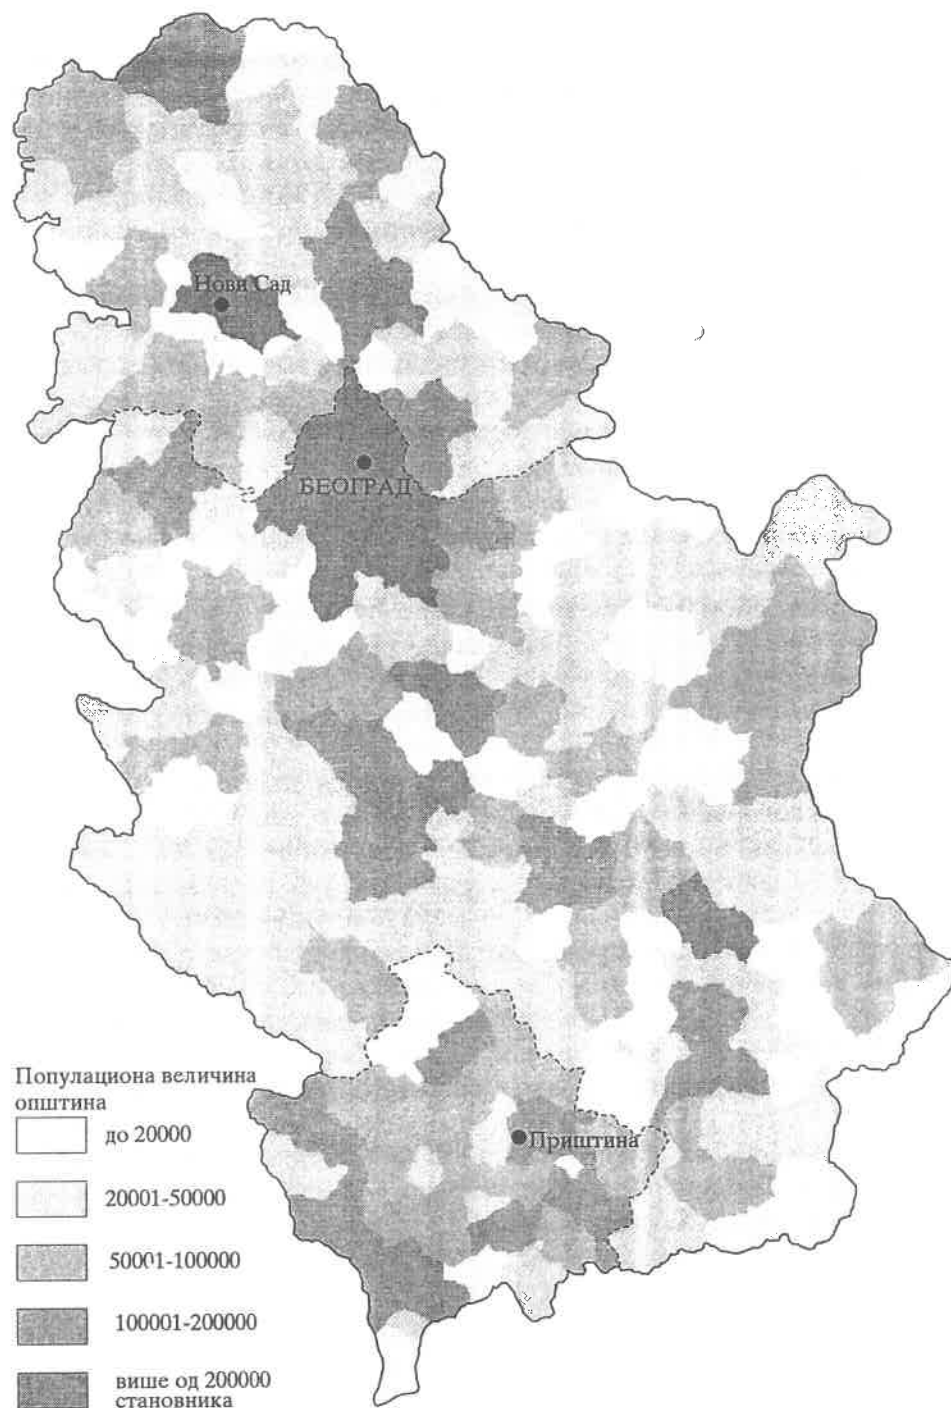 Нови Сад
БЕОГРАД
Приштина
Популациона величина
општина
до 20000
20001-50000
50001-100000
100001-200000
више од 200000
становника